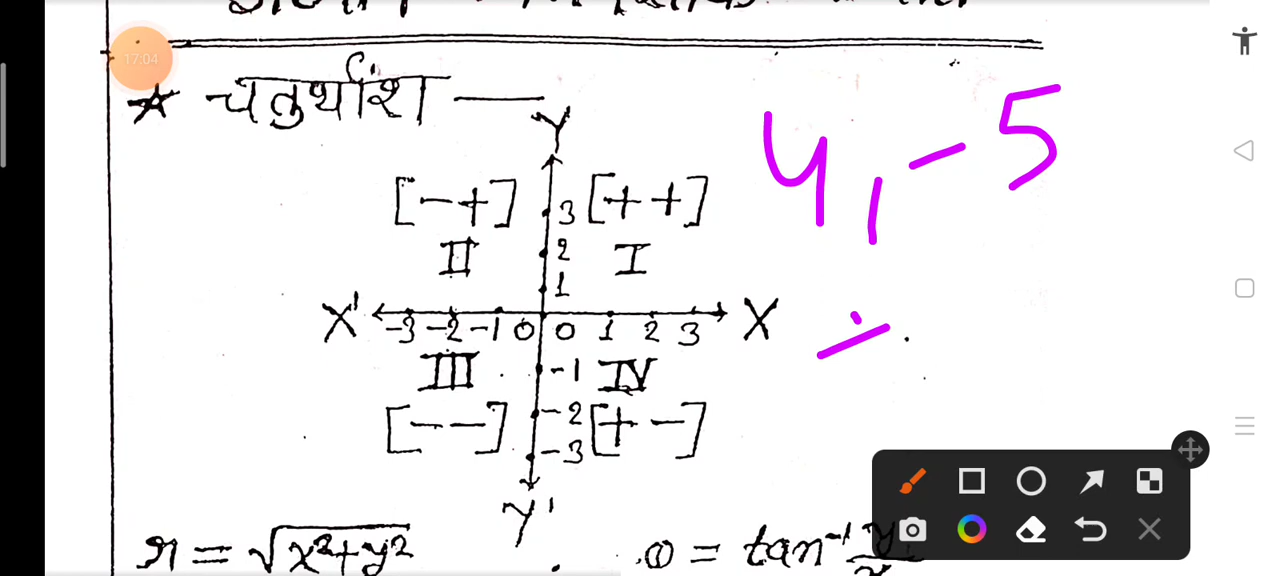 17:04
★ चतुर्थांश —
Y
4, -5
[-+] 3 [++]
II 2 I
1
X' -3 -2 -1 0 0 1 2 3 X
÷
III -1 IV
[--] -2 [+-]
-3
Y'
r = √x²+y² θ = tan⁻¹ y/x